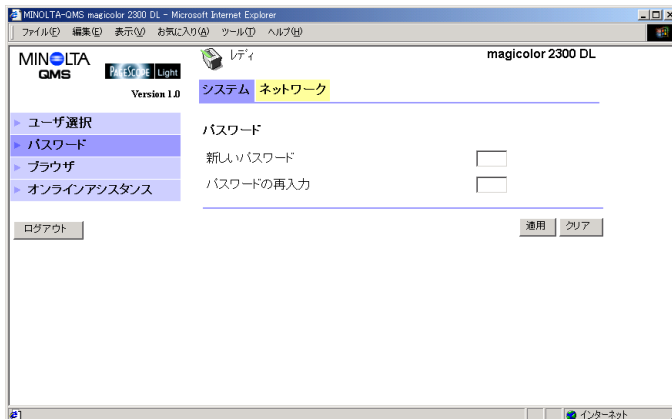 MINOLTA-QMS magicolor 2300 DL - Microsoft Internet Explorer
ファイル(F) 編集(E) 表示(V) お気に入り(A) ツール(T) ヘルプ(H)
MINOLTA
QMS
PAGESCOPE Light
Version 1.0
レディ
magicolor 2300 DL
システム ネットワーク
ユーザ選択
パスワード
ブラウザ
オンラインアシスタンス
ログアウト
パスワード
新しいパスワード
パスワードの再入力
適用 クリア
インターネット